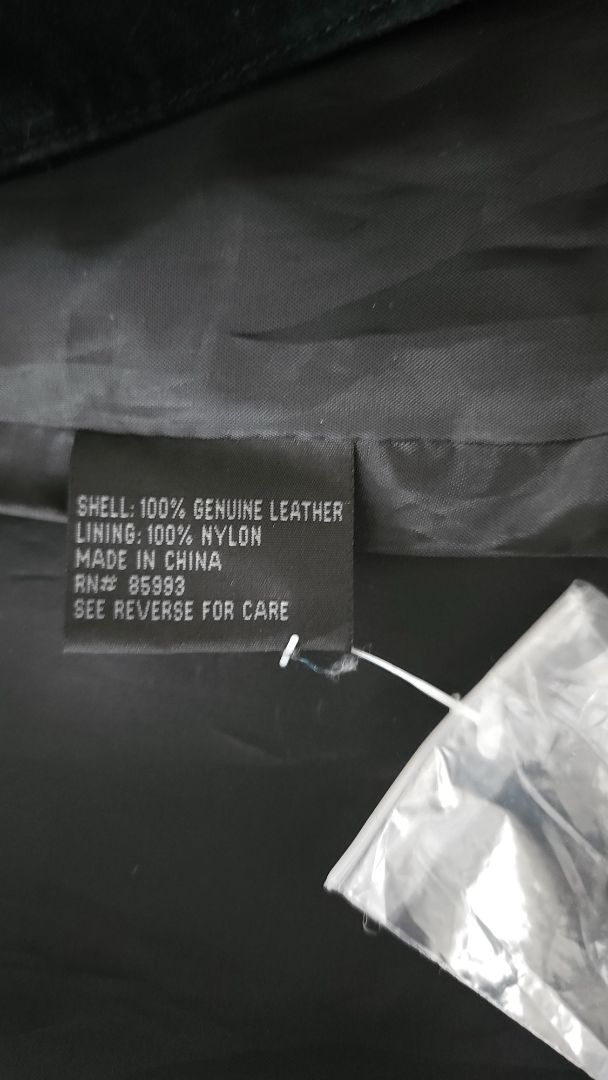 SHELL: 100% GENUINE LEATHER
LINING: 100% NYLON
MADE IN CHINA
RN# 85993
SEE REVERSE FOR CARE